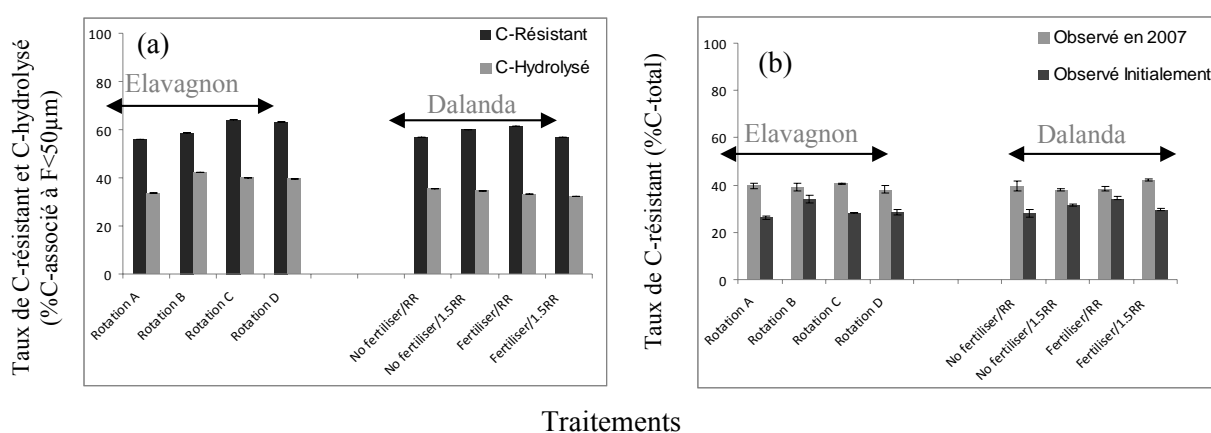 Taux de C-résistant et C-hydrolysé
(%C-associé à F<50µm)
100
80
60
40
20
0
(a)
C-Résistant
C-Hydrolysé
Elavagnon
Dalanda
Rotation A
Rotation B
Rotation C
Rotation D
No fertiliser/RR
No fertiliser/1.5RR
Fertiliser/RR
Fertiliser/1.5RR
Taux de C-résistant (%C-total)
100
80
60
40
20
0
Observé en 2007
(b)
Observé Initialement
Elavagnon
Dalanda
Rotation A
Rotation B
Rotation C
Rotation D
No fertiliser/RR
No fertiliser/1.5RR
Fertiliser/RR
Fertiliser/1.5RR
Traitements